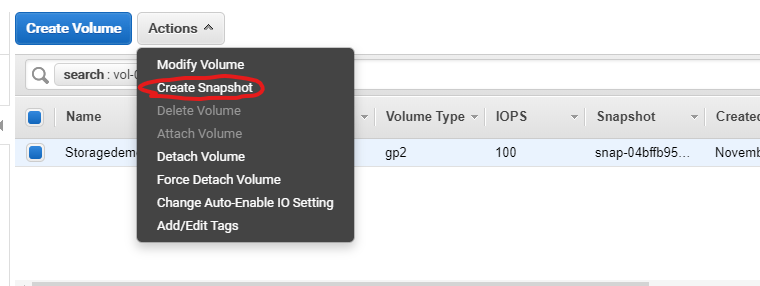 Create Volume Actions
Modify Volume
search : vol-
Create Snapshot
Delete Volume
Name Volume Type IOPS Snapshot Created
Attach Volume
Detach Volume
Storagedem gp2 100 snap-04bffb95... Novemb
Force Detach Volume
Change Auto-Enable IO Setting
Add/Edit Tags